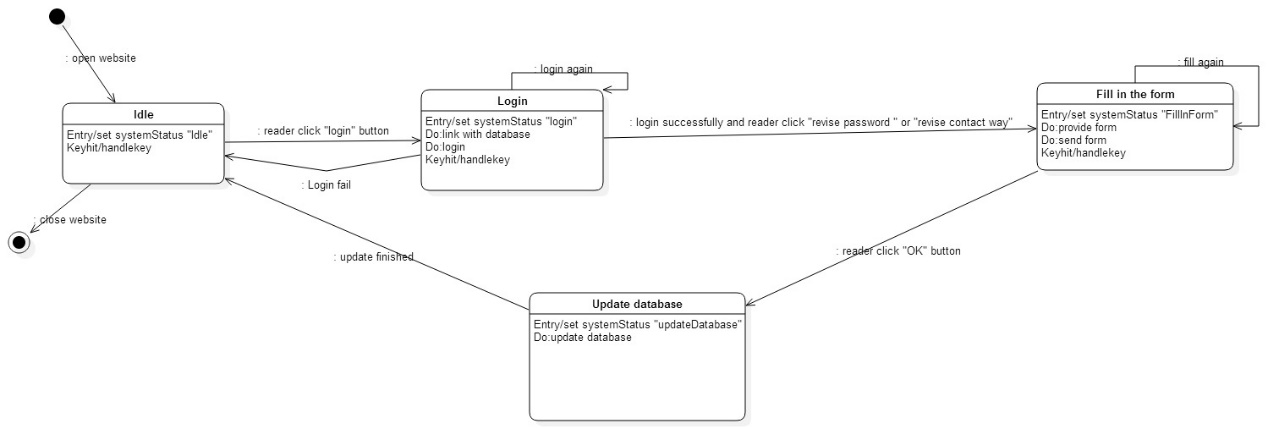 : open website
Idle
Entry/set systemStatus "Idle"
Keyhit/handlekey
: close website
: reader click "login" button
: Login fail
: login again
Login
Entry/set systemStatus "login"
Do:link with database
Do:login
Keyhit/handlekey
: login successfully and reader click "revise password " or "revise contact way"
: fill again
Fill in the form
Entry/set systemStatus "FillInForm"
Do:provide form
Do:send form
Keyhit/handlekey
: reader click "OK" button
: update finished
Update database
Entry/set systemStatus "updateDatabase"
Do:update database